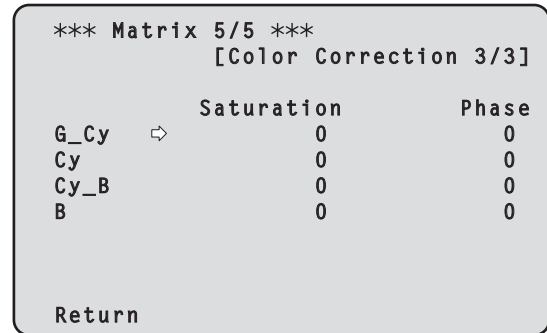 *** Matrix 5/5 ***
[Color Correction 3/3]
Saturation Phase
G_Cy ⇨ 0 0
Cy 0 0
Cy_B 0 0
B 0 0
Return